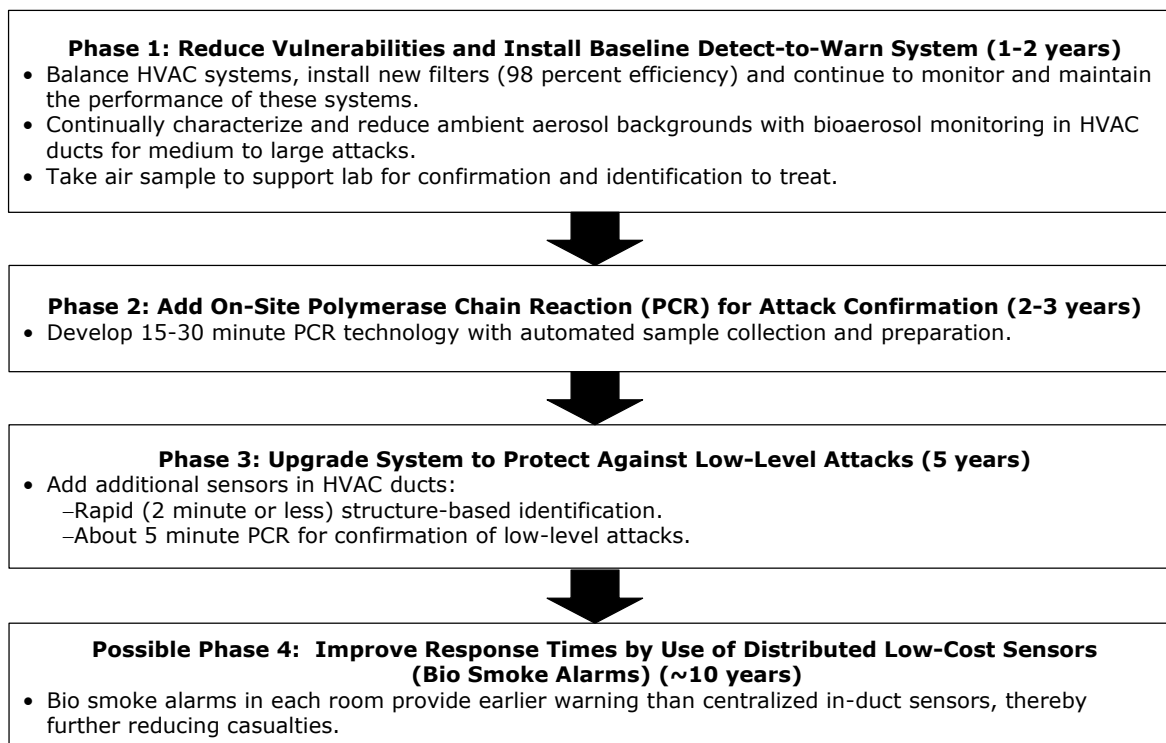 Phase 1: Reduce Vulnerabilities and Install Baseline Detect-to-Warn System (1-2 years)
• Balance HVAC systems, install new filters (98 percent efficiency) and continue to monitor and maintain
the performance of these systems.
• Continually characterize and reduce ambient aerosol backgrounds with bioaerosol monitoring in HVAC
ducts for medium to large attacks.
• Take air sample to support lab for confirmation and identification to treat.
Phase 2: Add On-Site Polymerase Chain Reaction (PCR) for Attack Confirmation (2-3 years)
• Develop 15-30 minute PCR technology with automated sample collection and preparation.
Phase 3: Upgrade System to Protect Against Low-Level Attacks (5 years)
• Add additional sensors in HVAC ducts:
–Rapid (2 minute or less) structure-based identification.
–About 5 minute PCR for confirmation of low-level attacks.
Possible Phase 4:  Improve Response Times by Use of Distributed Low-Cost Sensors
(Bio Smoke Alarms) (~10 years)
• Bio smoke alarms in each room provide earlier warning than centralized in-duct sensors, thereby
further reducing casualties.